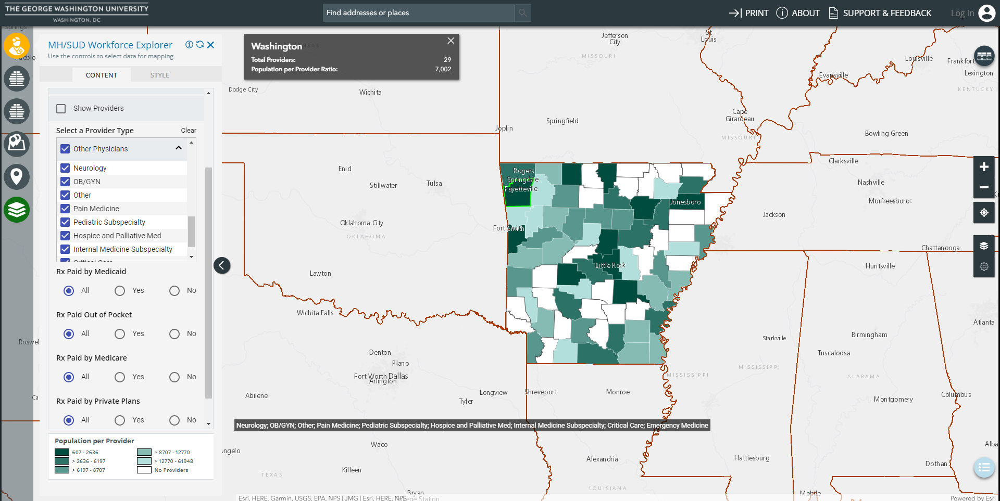 THE GEORGE WASHINGTON UNIVERSITY
WASHINGTON, DC
Find addresses or places
PRINT
ABOUT
SUPPORT & FEEDBACK
Log In
MH/SUD Workforce Explorer
Use the controls to select data for mapping
CONTENT
STYLE
Show Providers
Select a Provider Type
Clear
Other Physicians
Neurology
OB/GYN
Other
Pain Medicine
Pediatric Subspecialty
Hospice and Palliative Med
Internal Medicine Subspecialty
Critical Care
Rx Paid by Medicaid
All Yes No
Rx Paid Out of Pocket
All Yes No
Rx Paid by Medicare
All Yes No
Rx Paid by Private Plans
All Yes No
Population per Provider
607 - 2636
> 2636 - 6197
> 6197 - 8707
> 8707 - 12770
> 12770 - 61948
No Providers
Washington
Total Providers: 29
Population per Provider Ratio: 7,002
Springs
Pueblo
Roswel
Ca
Angelo
Dodge City
Wichita
Jefferson
City
MISSOURI
St
Louis
Louisville
Frankfort
Lexington
Evansville
KENTUCKY
Joplin
Springfield
Cape
Girardeau
MISSOURI
Bowling Green
Clarksville
Nashville
Murfreesboro
Enid
Stillwater
Tulsa
Rogers
Springdale
Fayetteville
Jonesboro
Jackson
Oklahoma City
OKLAHOMA
Fort Smith
Chattanooga
Huntsville
Little Rock
Lawton
Wichita Falls
Atlanta
Birmingham
Starkville
Tuscaloosa
Denton
Plano
Fort Worth
Dallas
Arlington
MISSISSIPPI
MISSISSIPPI
ALABAMA
Abilene
Longview
Tyler
Shreveport
Monroe
Columbus
Montgomery
Neurology; OB/GYN; Other; Pain Medicine; Pediatric Subspecialty; Hospice and Palliative Med; Internal Medicine Subspecialty; Critical Care; Emergency Medicine
Waco
Alexandria
Hattiesburg
Alba
Dothan
Killeen
TEXAS
LOUISIANA
Bryan
College Station
Mobile
Esri, HERE, Garmin, USGS, EPA, NPS | JMG | Esri, HERE, NPS
Powered by Esri